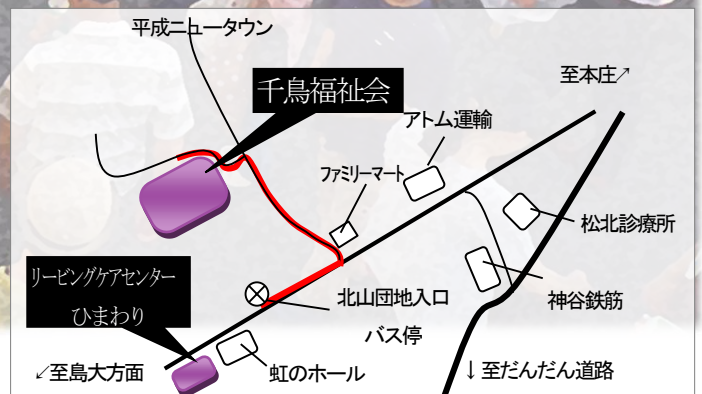 平成ニュータウン
至本庄↗
千鳥福祉会
アトム運輸
ファミリーマート
松北診療所
リービングケアセンター
ひまわり
北山団地入口
バス停
神谷鉄筋
↙至島大方面
虹のホール
↓至だんだん道路